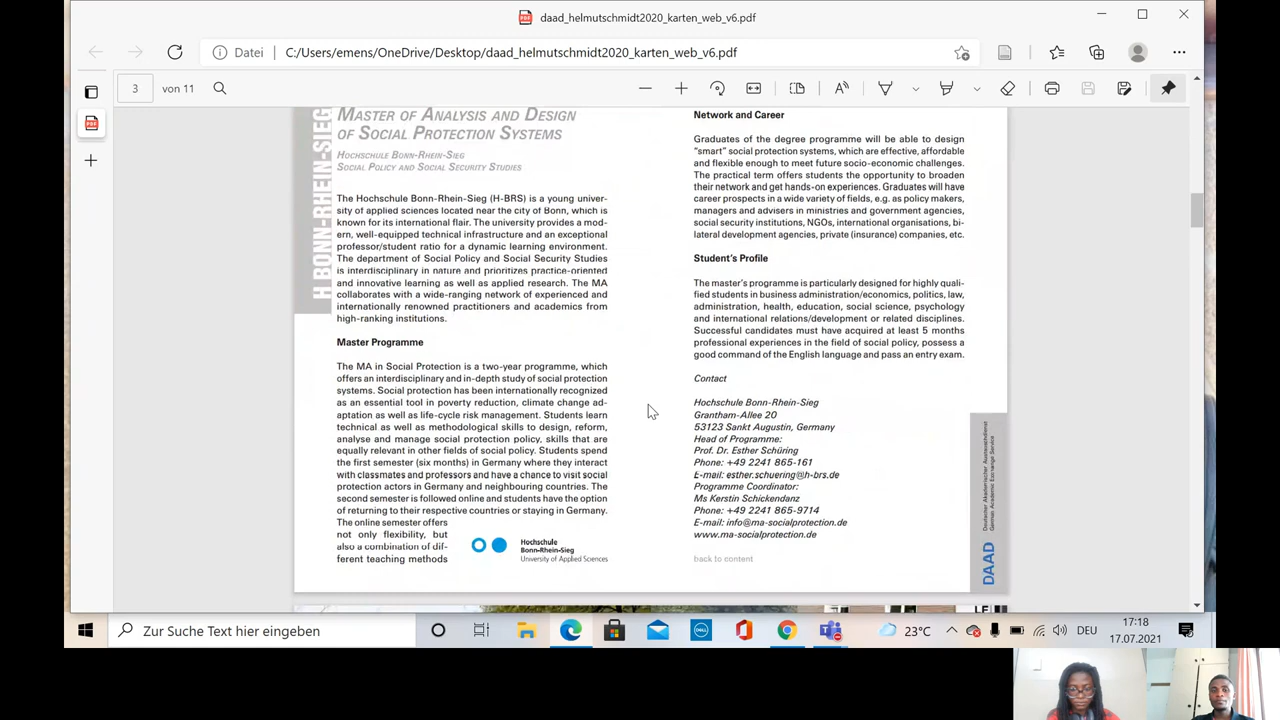 daad_helmutschmidt2020_karten_web_v6.pdf
Datei
C:/Users/emens/OneDrive/Desktop/daad_helmutschmidt2020_karten_web_v6.pdf
3 von 11
H BONN-RHEIN-SIEG
MASTER OF ANALYSIS AND DESIGN
OF SOCIAL PROTECTION SYSTEMS
HOCHSCHULE BONN-RHEIN-SIEG
SOCIAL POLICY AND SOCIAL SECURITY STUDIES
The Hochschule Bonn-Rhein-Sieg (H-BRS) is a young univer-
sity of applied sciences located near the city of Bonn, which is
known for its international flair. The university provides a mod-
ern, well-equipped technical infrastructure and an exceptional
professor/student ratio for a dynamic learning environment.
The department of Social Policy and Social Security Studies
is interdisciplinary in nature and prioritizes practice-oriented
and innovative learning as well as applied research. The MA
collaborates with a wide-ranging network of experienced and
internationally renowned practitioners and academics from
high-ranking institutions.
Master Programme
The MA in Social Protection is a two-year programme, which
offers an interdisciplinary and in-depth study of social protection
systems. Social protection has been internationally recognized
as an essential tool in poverty reduction, climate change ad-
aptation as well as life-cycle risk management. Students learn
technical as well as methodological skills to design, reform,
analyse and manage social protection policy, skills that are
equally relevant in other fields of social policy. Students spend
the first semester (six months) in Germany where they interact
with classmates and professors and have a chance to visit social
protection actors in Germany and neighbouring countries. The
second semester is followed online and students have the option
of returning to their respective countries or staying in Germany.
The online semester offers
not only flexibility, but
also a combination of dif-
ferent teaching methods
Hochschule
Bonn-Rhein-Sieg
University of Applied Sciences
Network and Career
Graduates of the degree programme will be able to design
“smart” social protection systems, which are effective, affordable
and flexible enough to meet future socio-economic challenges.
The practical term offers students the opportunity to broaden
their network and get hands-on experiences. Graduates will have
career prospects in a wide variety of fields, e.g. as policy makers,
managers and advisers in ministries and government agencies,
social security institutions, NGOs, international organisations, bi-
lateral development agencies, private (insurance) companies, etc.
Student's Profile
The master's programme is particularly designed for highly quali-
fied students in business administration/economics, politics, law,
administration, health, education, social science, psychology
and international relations/development or related disciplines.
Successful candidates must have acquired at least 5 months
professional experiences in the field of social policy, possess a
good command of the English language and pass an entry exam.
Contact
Hochschule Bonn-Rhein-Sieg
Grantham-Allee 20
53123 Sankt Augustin, Germany
Head of Programme:
Prof. Dr. Esther Schüring
Phone: +49 2241 865-161
E-mail: esther.schuering@h-brs.de
Programme Coordinator:
Ms Kerstin Schickendanz
Phone: +49 2241 865-9714
E-mail: info@ma-socialprotection.de
www.ma-socialprotection.de
back to content
DAAD
Deutscher Akademischer Austauschdienst
German Academic Exchange Service
Zur Suche Text hier eingeben
DELL
23°C
DEU
17:18
17.07.2021